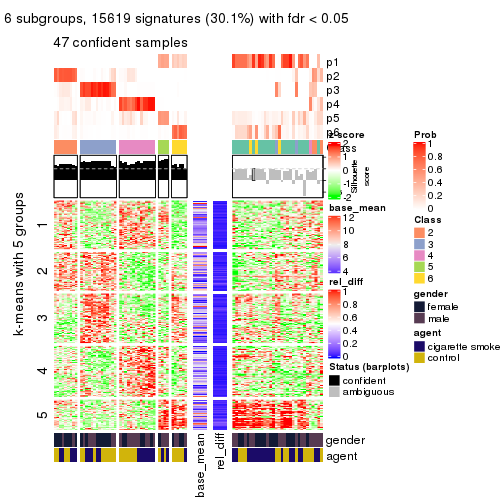 6 subgroups, 15619 signatures (30.1%) with fdr < 0.05
47 confident samples
p1
p2
p3
p4
p5
p6
Class
Silhouette
score
k-means with 5 groups
1
2
3
4
5
base_mean
rel_diff
gender
agent
z score
2
1
0
-1
-2
base_mean
12
10
8
6
4
rel_diff
1
0.8
0.6
0.4
0.2
0
Status (barplots)
confident
ambiguous
Prob
1
0.8
0.6
0.4
0.2
0
Class
2
3
4
5
6
gender
female
male
agent
cigarette smoke
control